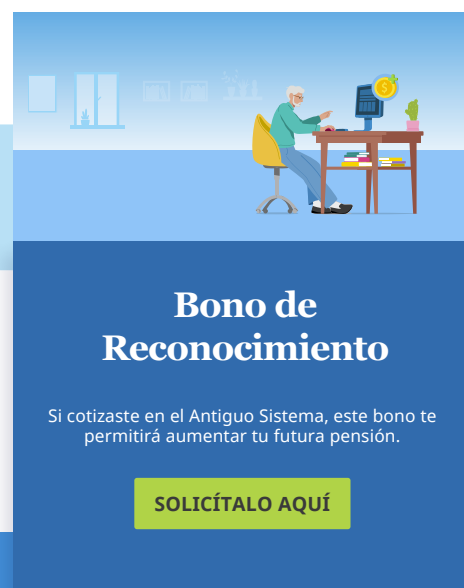 Bono de
Reconocimiento
Si cotizaste en el Antiguo Sistema, este bono te
permitirá aumentar tu futura pensión.
SOLICÍTALO AQUÍ